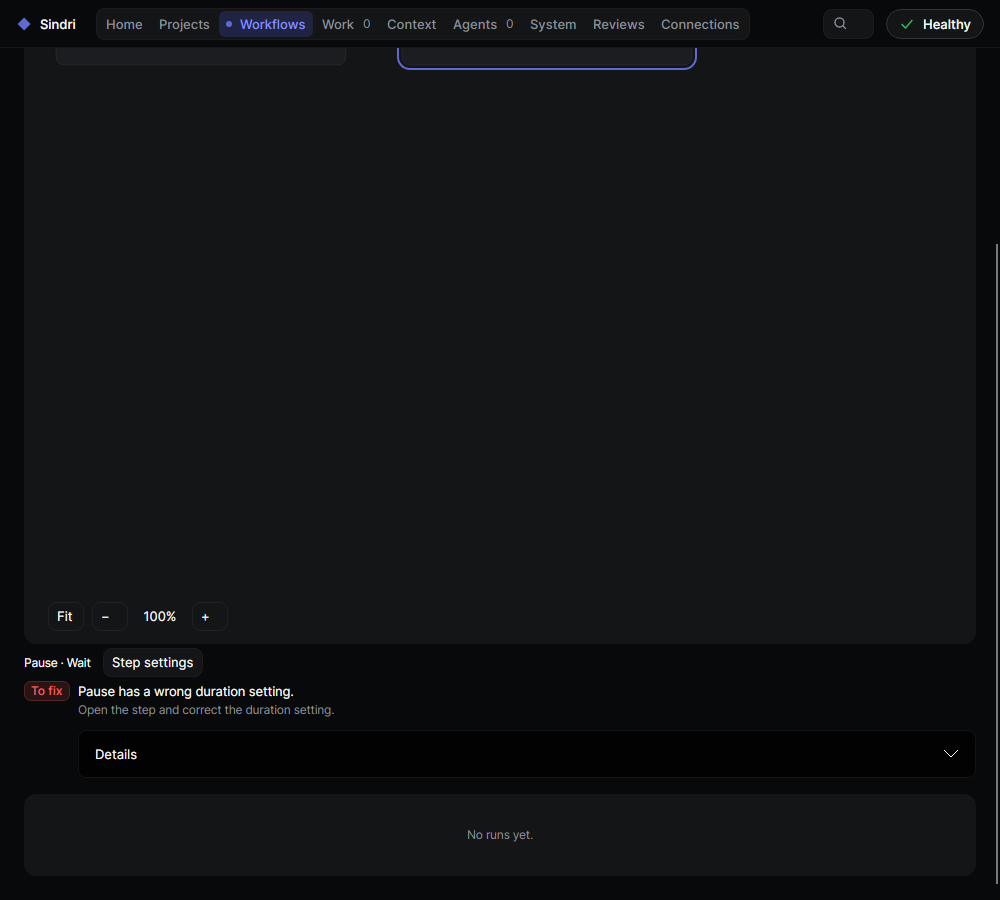 Sindri Home Projects Workflows Work 0 Context Agents 0 System Reviews Connections Healthy
Fit − 100% +
Pause · Wait Step settings
To fix Pause has a wrong duration setting.
Open the step and correct the duration setting.
Details
No runs yet.